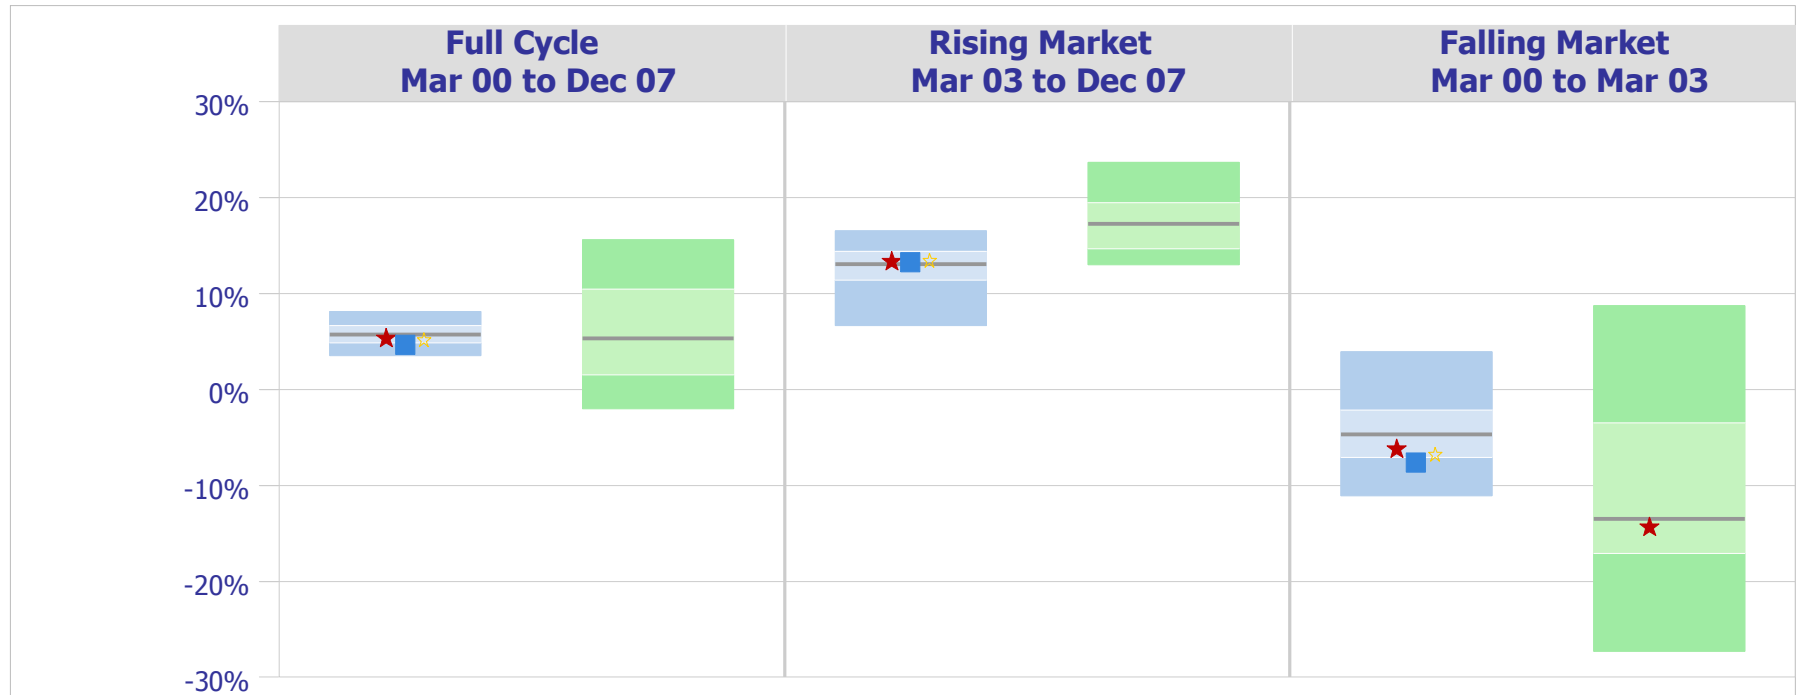 Full Cycle
Mar 00 to Dec 07
Rising Market
Mar 03 to Dec 07
Falling Market
Mar 00 to Mar 03
30%
20%
10%
0%
-10%
-20%
-30%